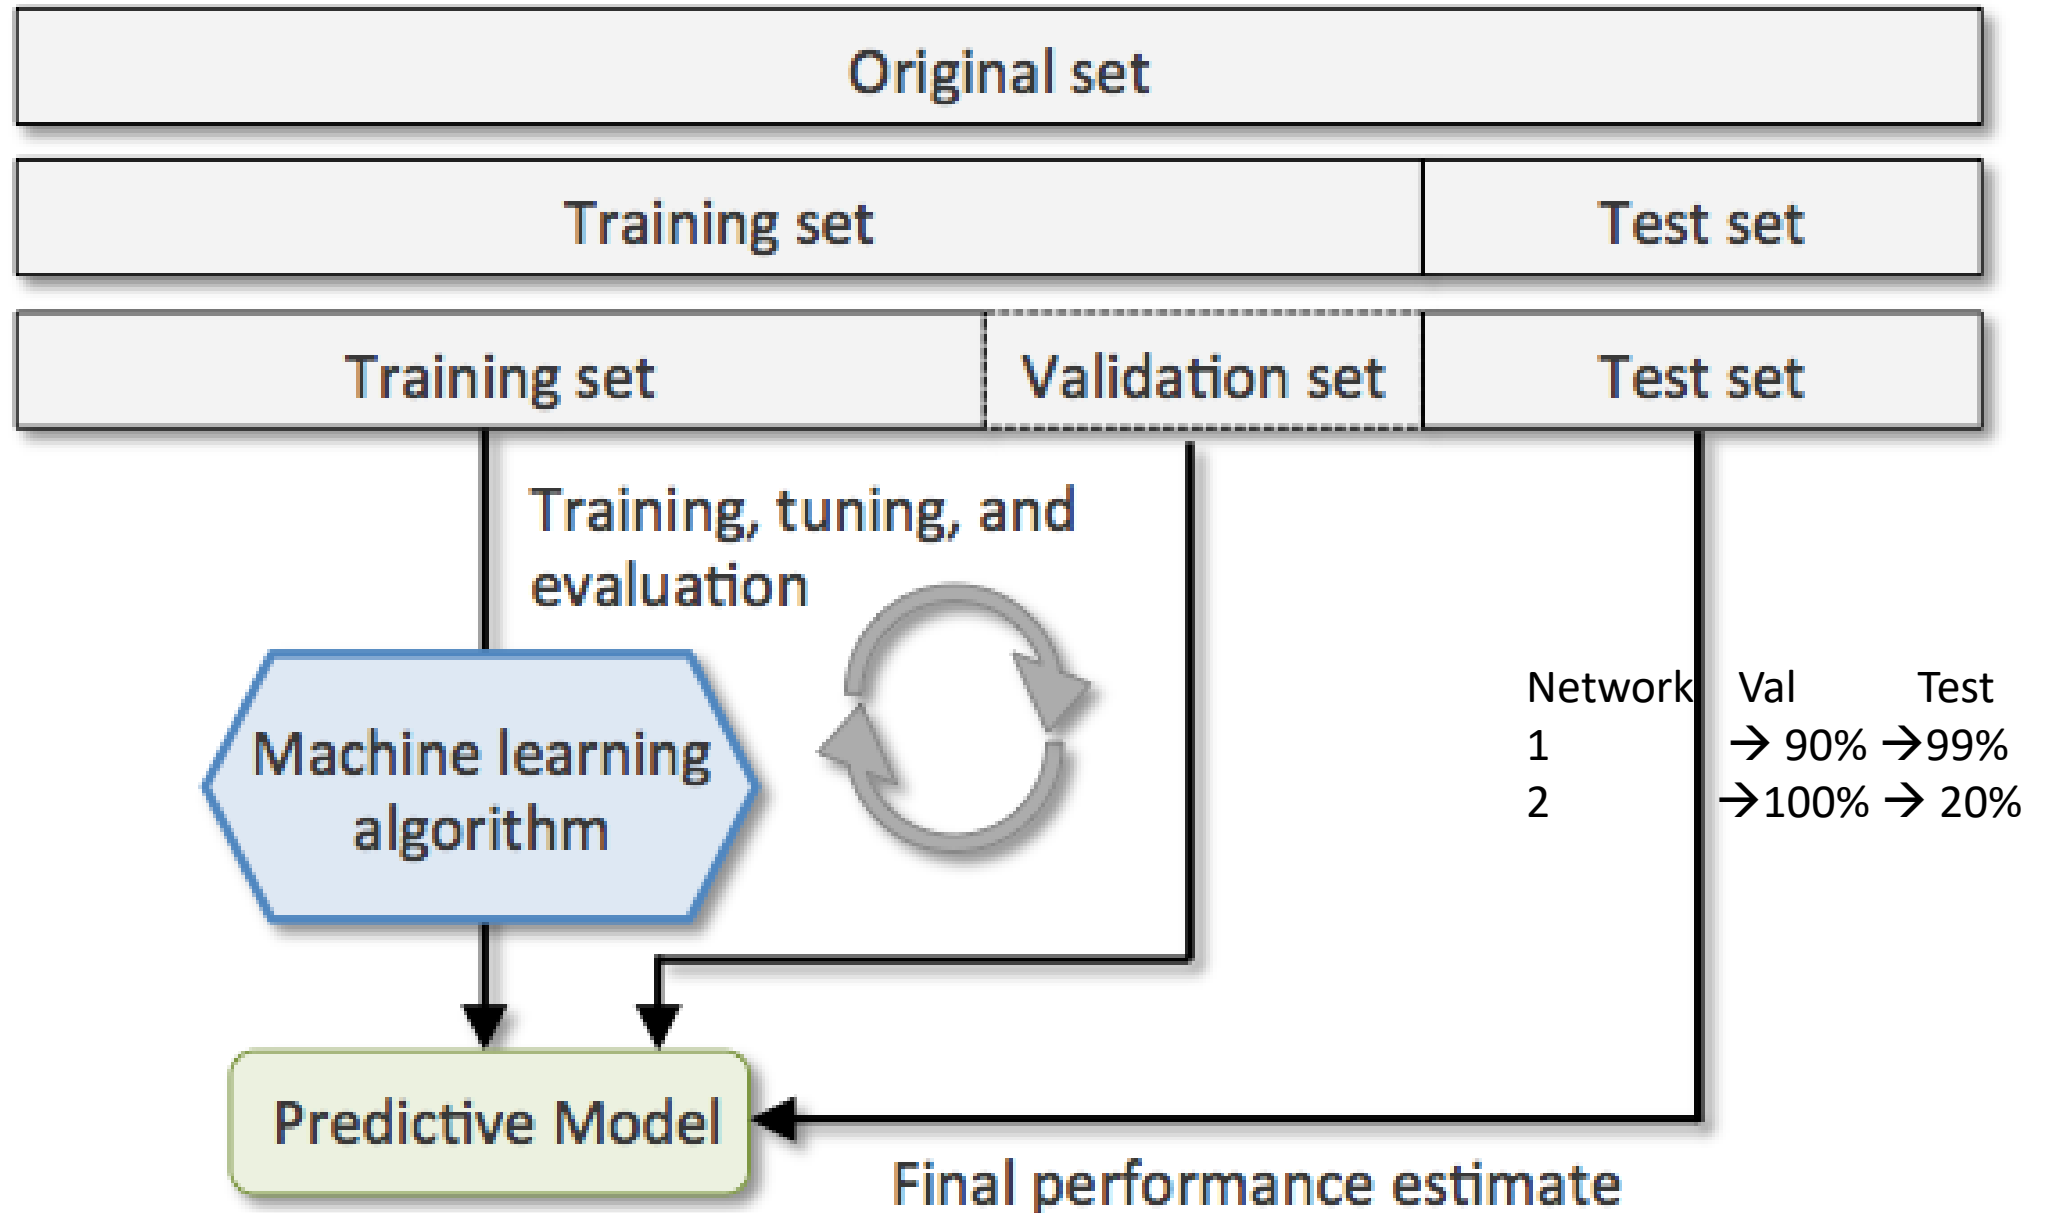 Original set
Training set Test set
Training set Validation set Test set
Training, tuning, and
evaluation
Machine learning
algorithm
Network Val Test
1 → 90% →99%
2 →100% → 20%
Predictive Model
Final performance estimate